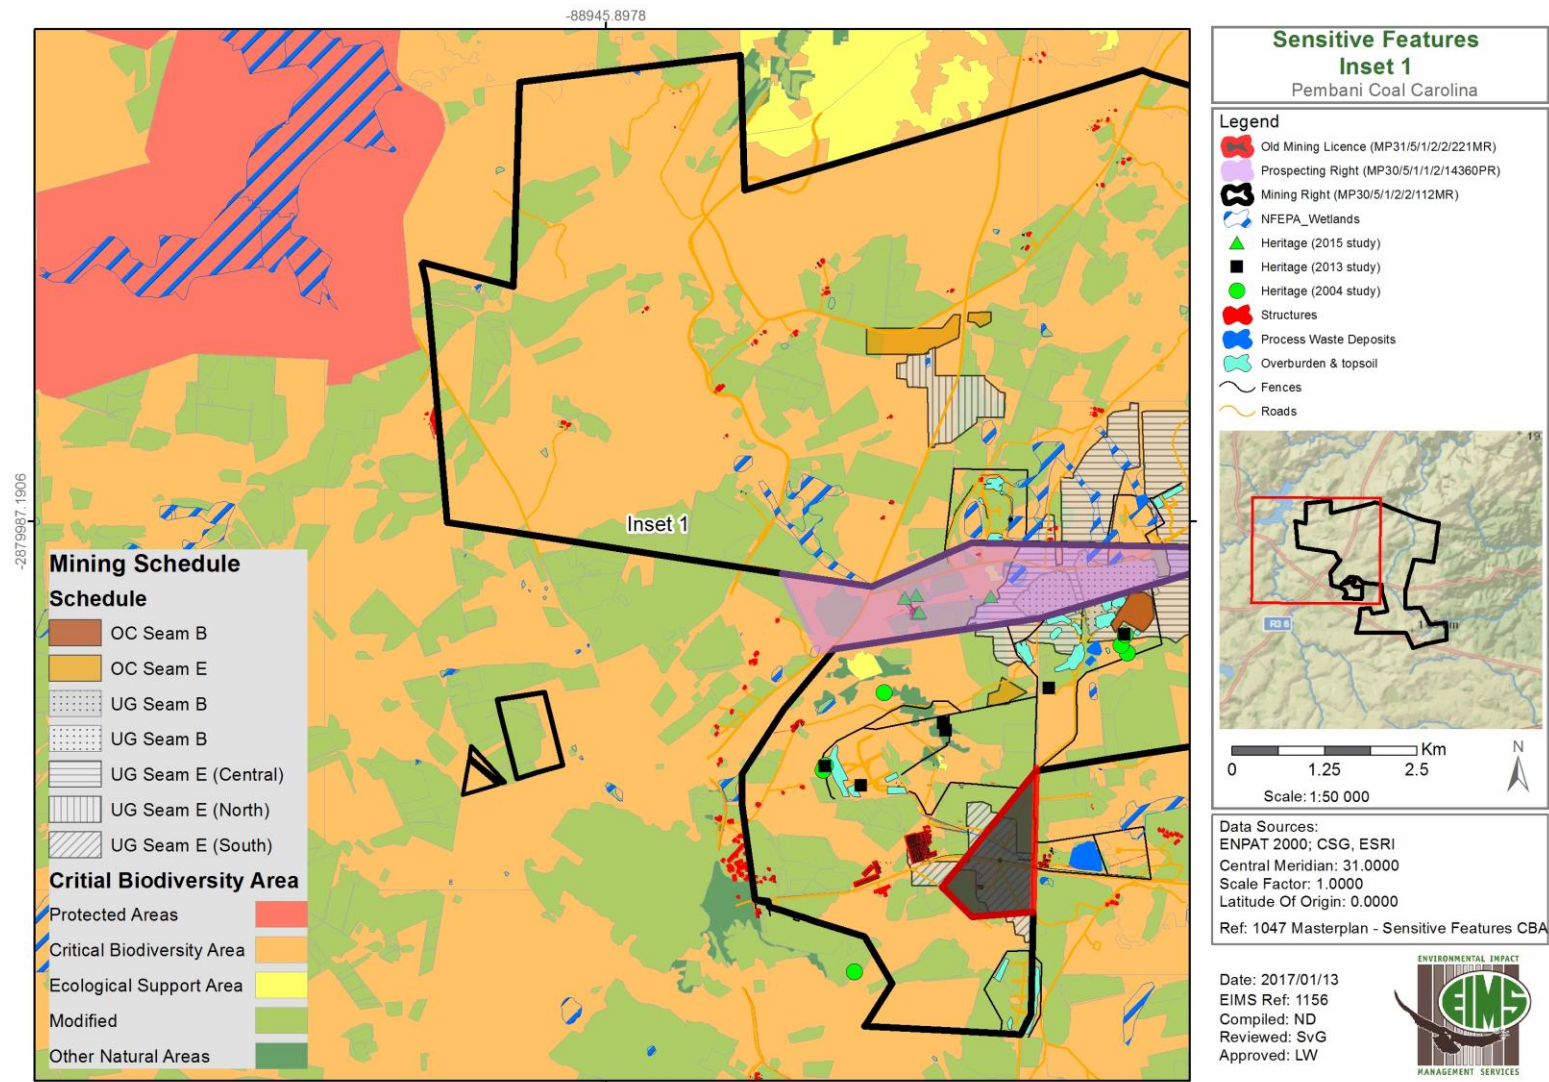 -88945.8978
-2879987.1906
Inset 1
Mining Schedule
Schedule
OC Seam B
OC Seam E
UG Seam B
UG Seam B
UG Seam E (Central)
UG Seam E (North)
UG Seam E (South)
Critial Biodiversity Area
Protected Areas
Critical Biodiversity Area
Ecological Support Area
Modified
Other Natural Areas
Sensitive Features
Inset 1
Pembani Coal Carolina
Legend
Old Mining Licence (MP31/5/1/2/2/221MR)
Prospecting Right (MP30/5/1/1/2/14360PR)
Mining Right (MP30/5/1/2/2/112MR)
NFEPA_Wetlands
Heritage (2015 study)
Heritage (2013 study)
Heritage (2004 study)
Structures
Process Waste Deposits
Overburden & topsoil
Fences
Roads
19
R3 6
Km
0 1.25 2.5
N
Scale: 1:50 000
Data Sources:
ENPAT 2000; CSG, ESRI
Central Meridian: 31.0000
Scale Factor: 1.0000
Latitude Of Origin: 0.0000
Ref: 1047 Masterplan - Sensitive Features CBA
Date: 2017/01/13
EIMS Ref: 1156
Compiled: ND
Reviewed: SvG
Approved: LW
ENVIRONMENTAL IMPACT
EIMS
MANAGEMENT SERVICES